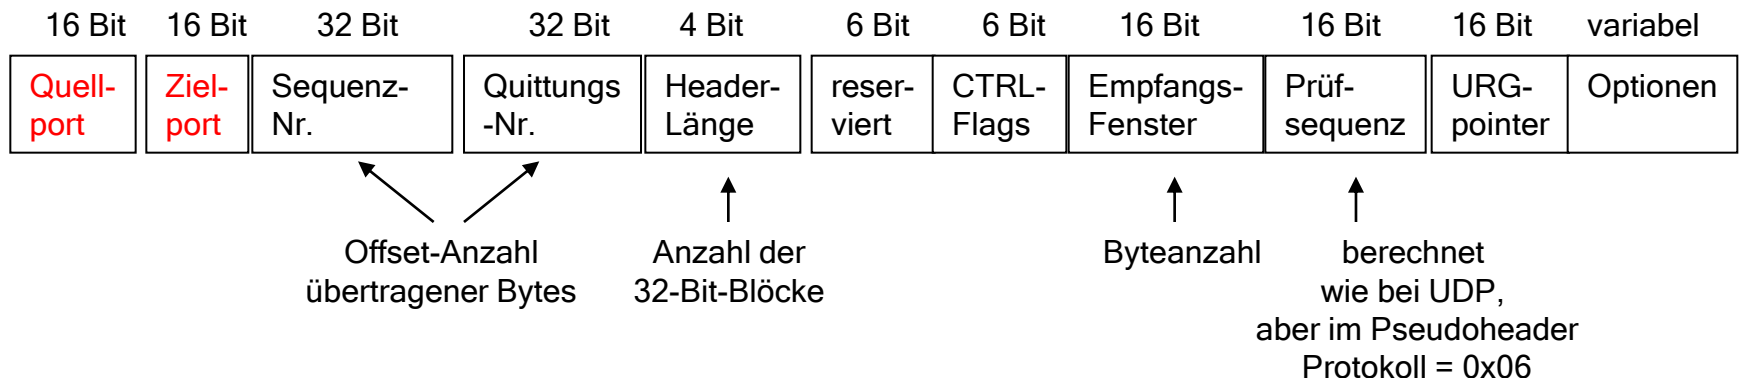 16 Bit 16 Bit 32 Bit 32 Bit 4 Bit 6 Bit 6 Bit 16 Bit 16 Bit 16 Bit variabel
Quell- Ziel- Sequenz- Quittungs Header- reser- CTRL- Empfangs- Prüf- URG- Optionen
port port Nr. -Nr. Länge viert Flags Fenster sequenz pointer
Offset-Anzahl Anzahl der Byteanzahl berechnet
übertragener Bytes 32-Bit-Blöcke wie bei UDP,
aber im Pseudoheader
Protokoll = 0x06